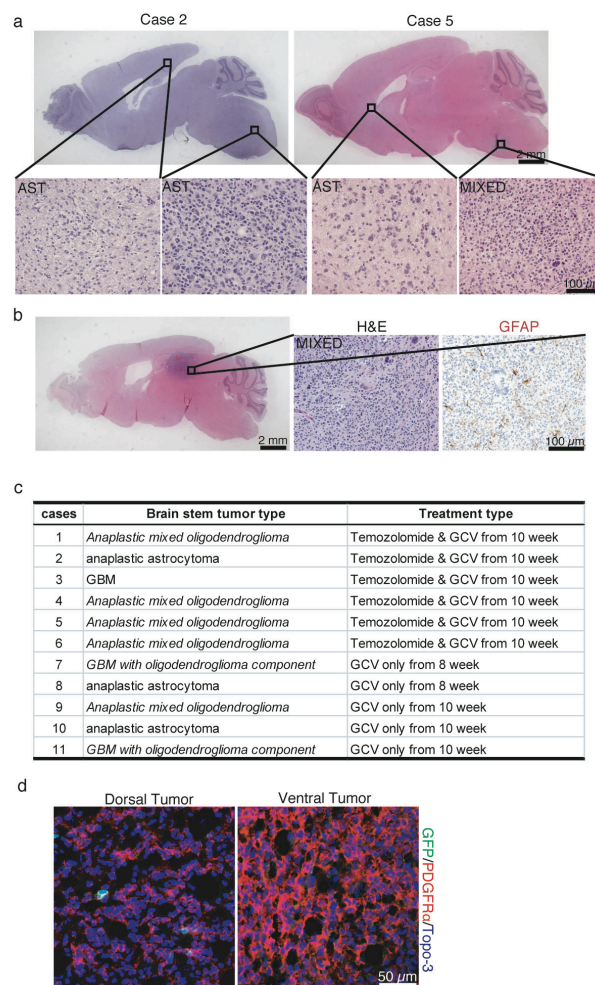 a
Case 2
Case 5
2 mm
AST
AST
AST
MIXED
100 µm
b
H&E
GFAP
MIXED
2 mm
100 µm
c
cases Brain stem tumor type Treatment type
1 Anaplastic mixed oligodendroglioma Temozolomide & GCV from 10 week
2 anaplastic astrocytoma Temozolomide & GCV from 10 week
3 GBM Temozolomide & GCV from 10 week
4 Anaplastic mixed oligodendroglioma Temozolomide & GCV from 10 week
5 Anaplastic mixed oligodendroglioma Temozolomide & GCV from 10 week
6 Anaplastic mixed oligodendroglioma Temozolomide & GCV from 10 week
7 GBM with oligodendroglioma component GCV only from 8 week
8 anaplastic astrocytoma GCV only from 8 week
9 Anaplastic mixed oligodendroglioma GCV only from 10 week
10 anaplastic astrocytoma GCV only from 10 week
11 GBM with oligodendroglioma component GCV only from 10 week
d
Dorsal Tumor
Ventral Tumor
GFP/PDGFRα/Topo-3
50 µm